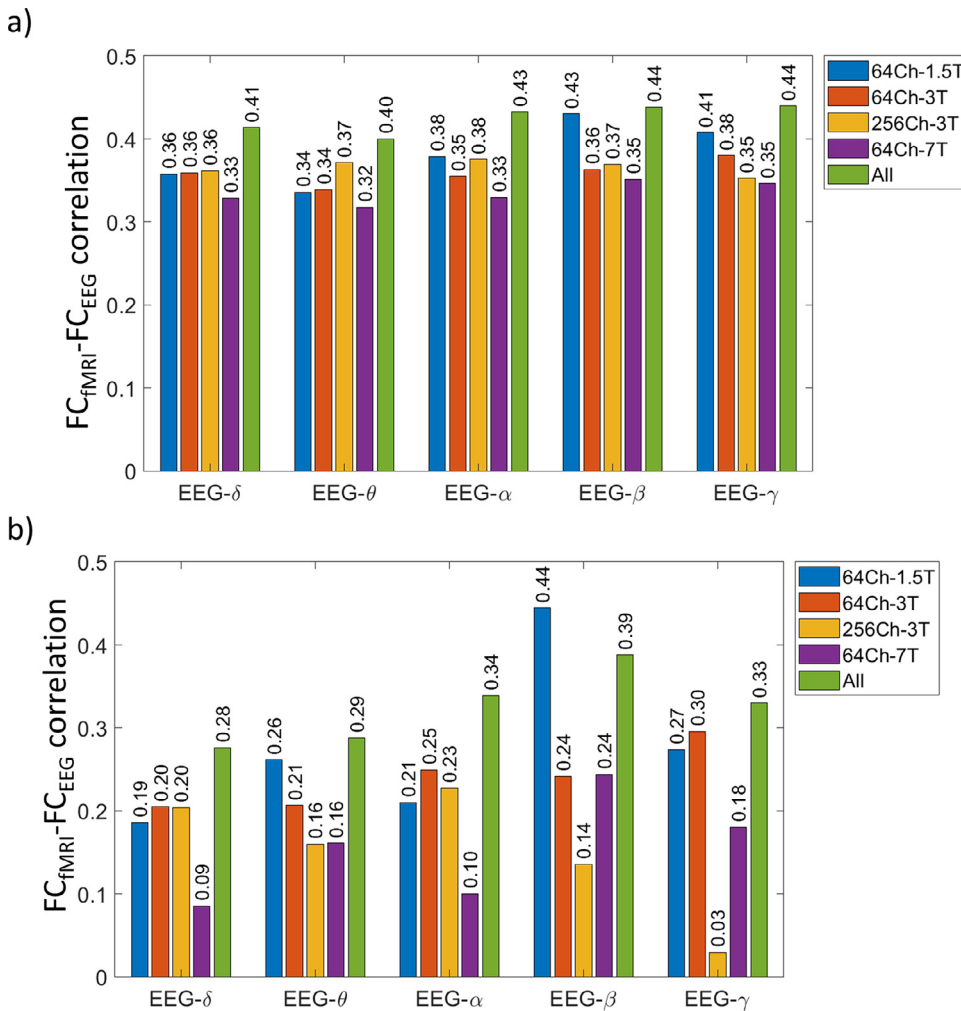 a)
FC_fMRI-FC_EEG correlation
0.5
0.4
0.3
0.2
0.1
0
0.36
0.36
0.36
0.33
0.41
0.34
0.34
0.37
0.32
0.40
0.38
0.35
0.38
0.33
0.43
0.43
0.36
0.37
0.35
0.44
0.41
0.38
0.35
0.35
0.44
64Ch-1.5T
64Ch-3T
256Ch-3T
64Ch-7T
All
EEG-δ
EEG-θ
EEG-α
EEG-β
EEG-γ
b)
FC_fMRI-FC_EEG correlation
0.5
0.4
0.3
0.2
0.1
0
0.19
0.20
0.20
0.09
0.28
0.26
0.21
0.16
0.16
0.29
0.21
0.25
0.23
0.10
0.34
0.44
0.24
0.14
0.24
0.39
0.27
0.30
0.03
0.18
0.33
64Ch-1.5T
64Ch-3T
256Ch-3T
64Ch-7T
All
EEG-δ
EEG-θ
EEG-α
EEG-β
EEG-γ